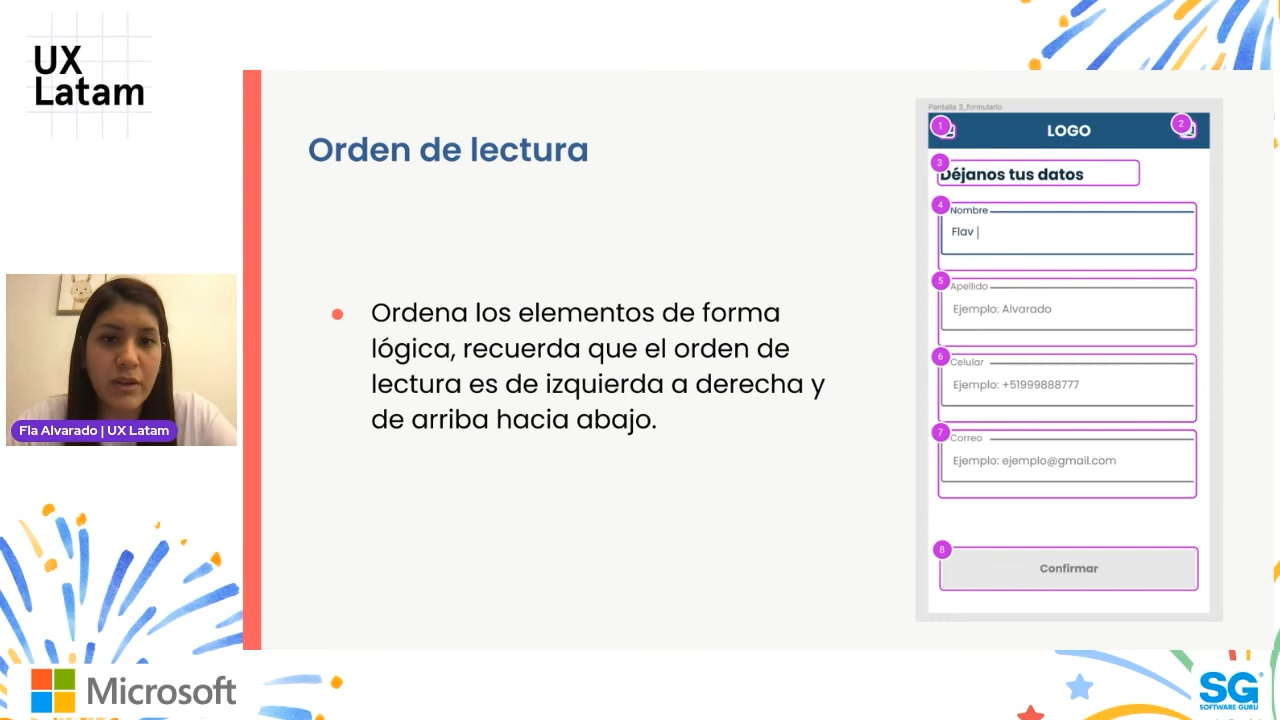 UX
Latam
Orden de lectura
Ordena los elementos de forma
lógica, recuerda que el orden de
lectura es de izquierda a derecha y
de arriba hacia abajo.
Fla Alvarado | UX Latam
Pantalla 3_formulario
1
LOGO
2
3
Déjanos tus datos
4
Nombre
Flav |
5
Apellido
Ejemplo: Alvarado
6
Celular
Ejemplo: +51999888777
7
Correo
Ejemplo: ejemplo@gmail.com
8
Confirmar
Microsoft
SG
SOFTWARE GURU